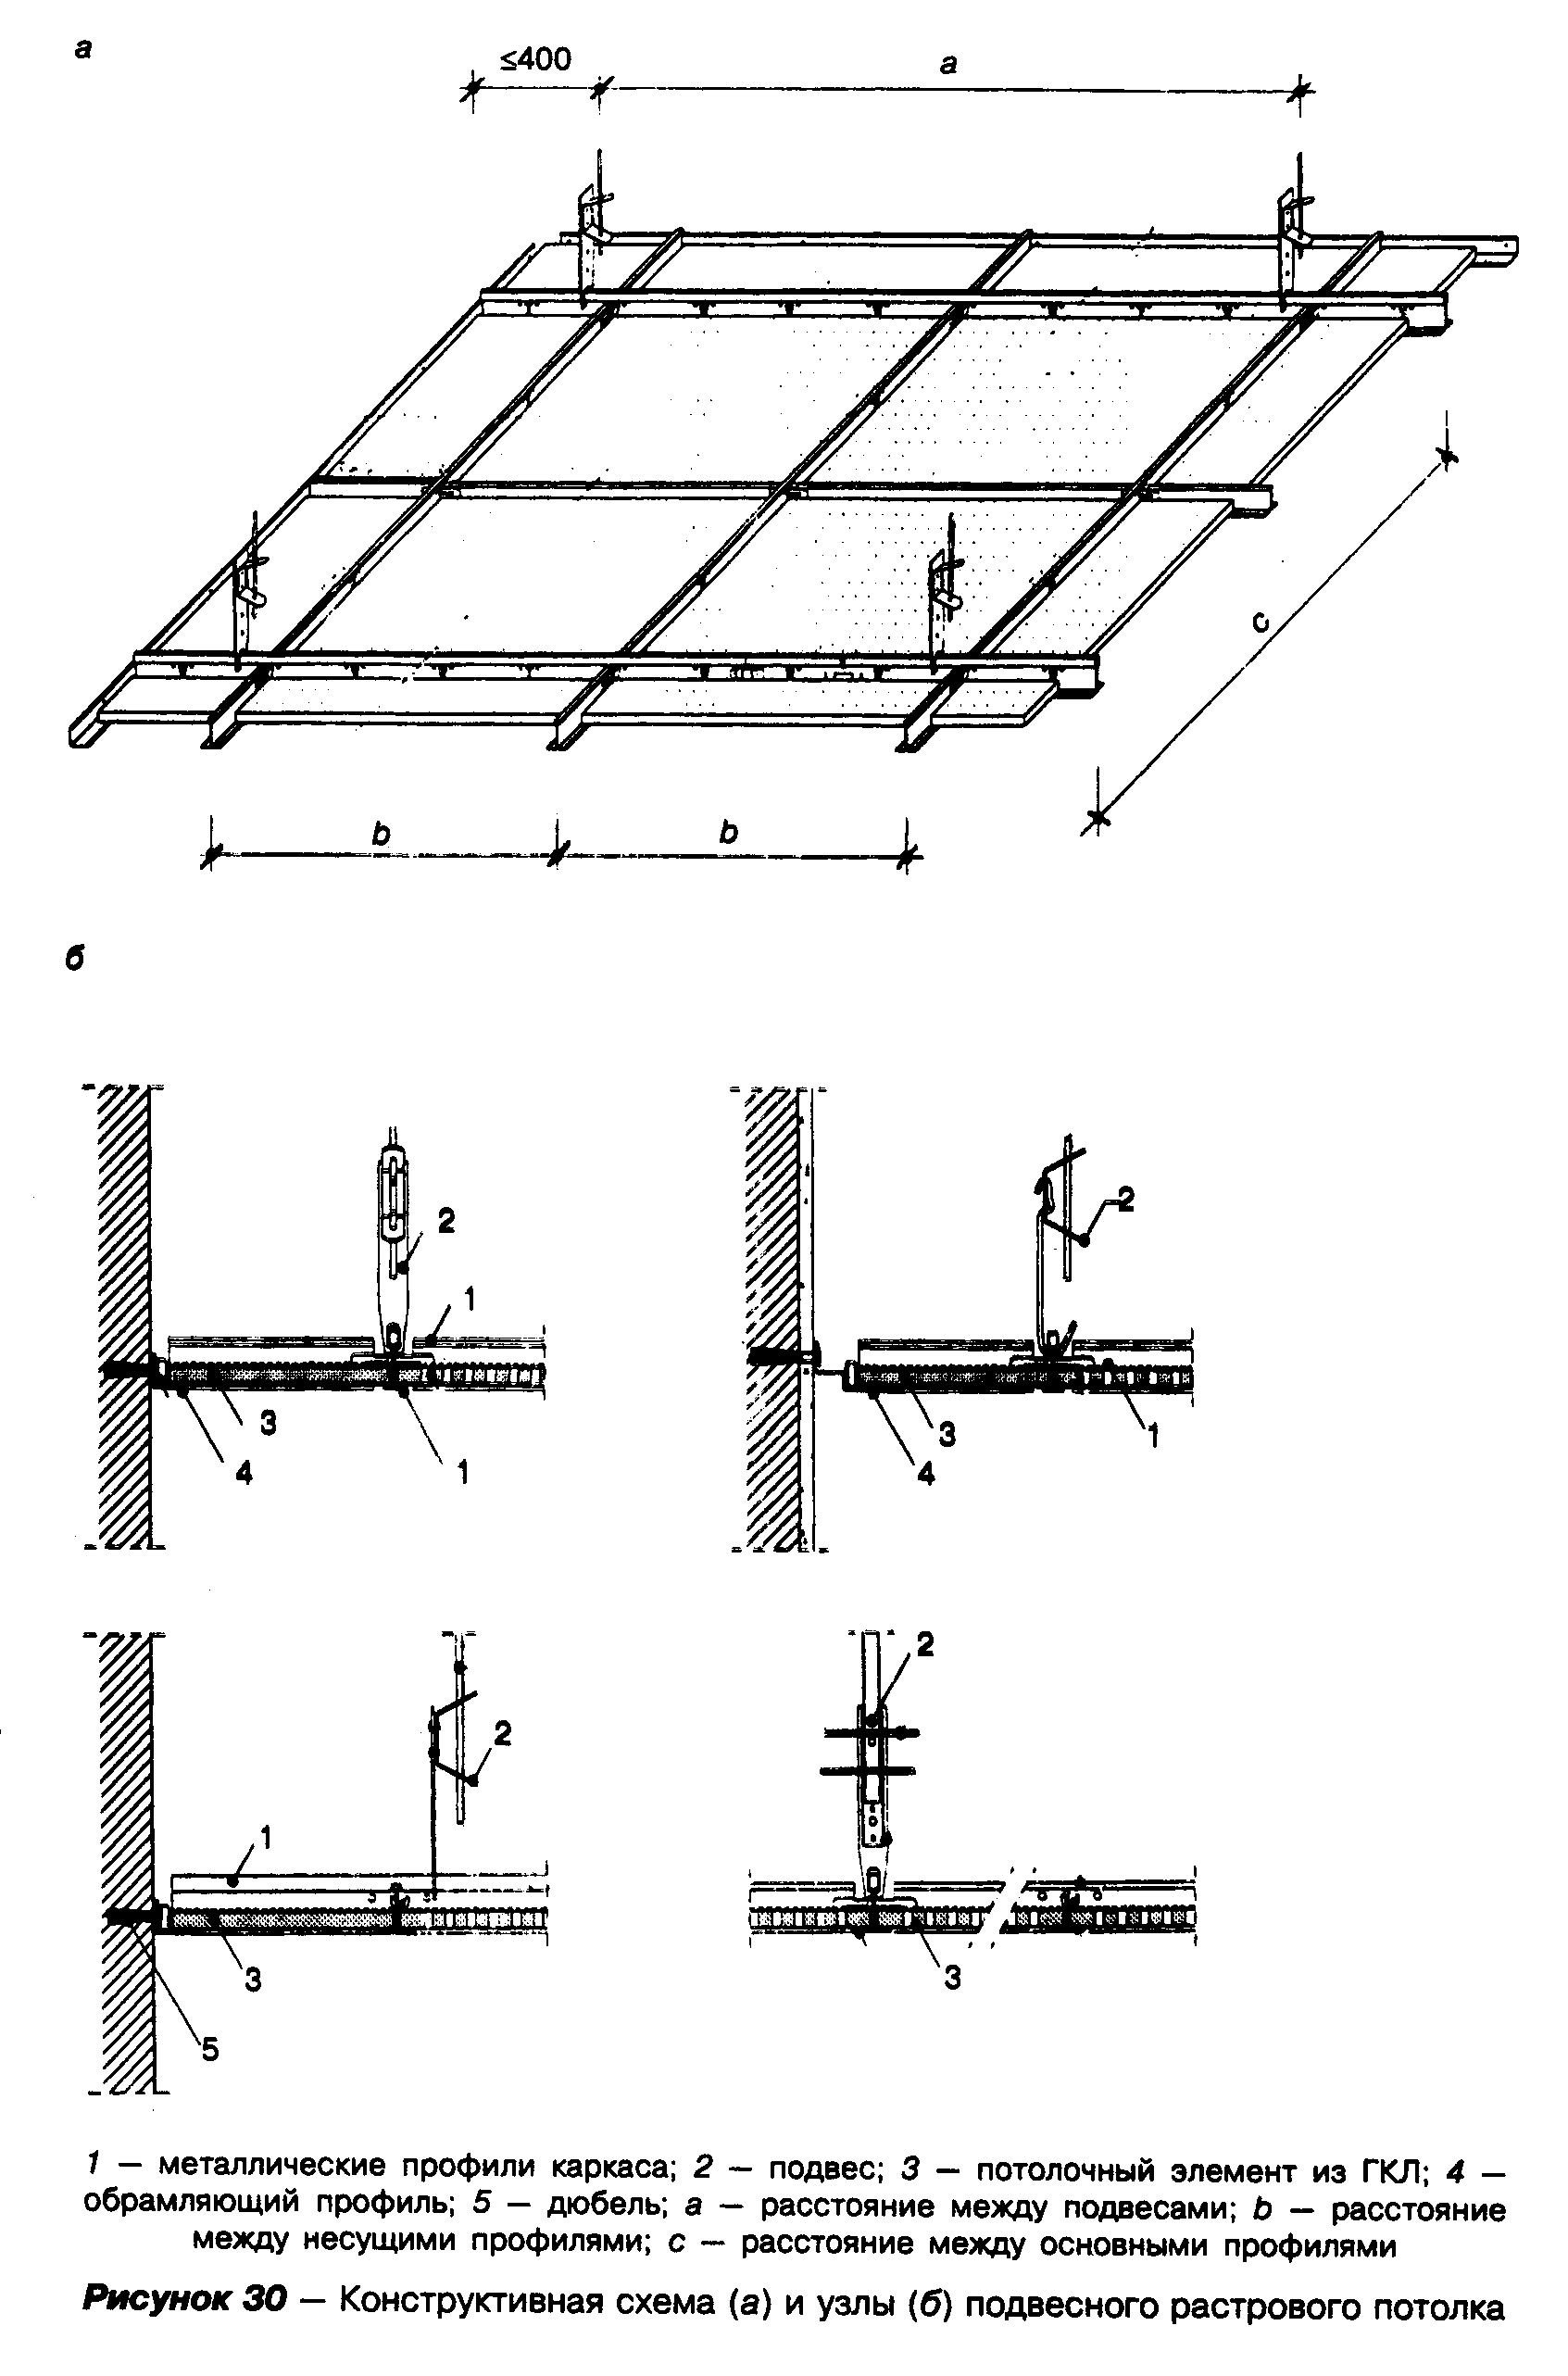 а
≤400
a
c
b
b
б
2
1
3
4
1
2
3
4
1
2
1
3
5
2
3
1 — металлические профили каркаса; 2 — подвес; 3 — потолочный элемент из ГКЛ; 4 —
обрамляющий профиль; 5 — дюбель; a — расстояние между подвесами; b — расстояние
между несущими профилями; c — расстояние между основными профилями
Рисунок 30 — Конструктивная схема (а) и узлы (б) подвесного растрового потолка